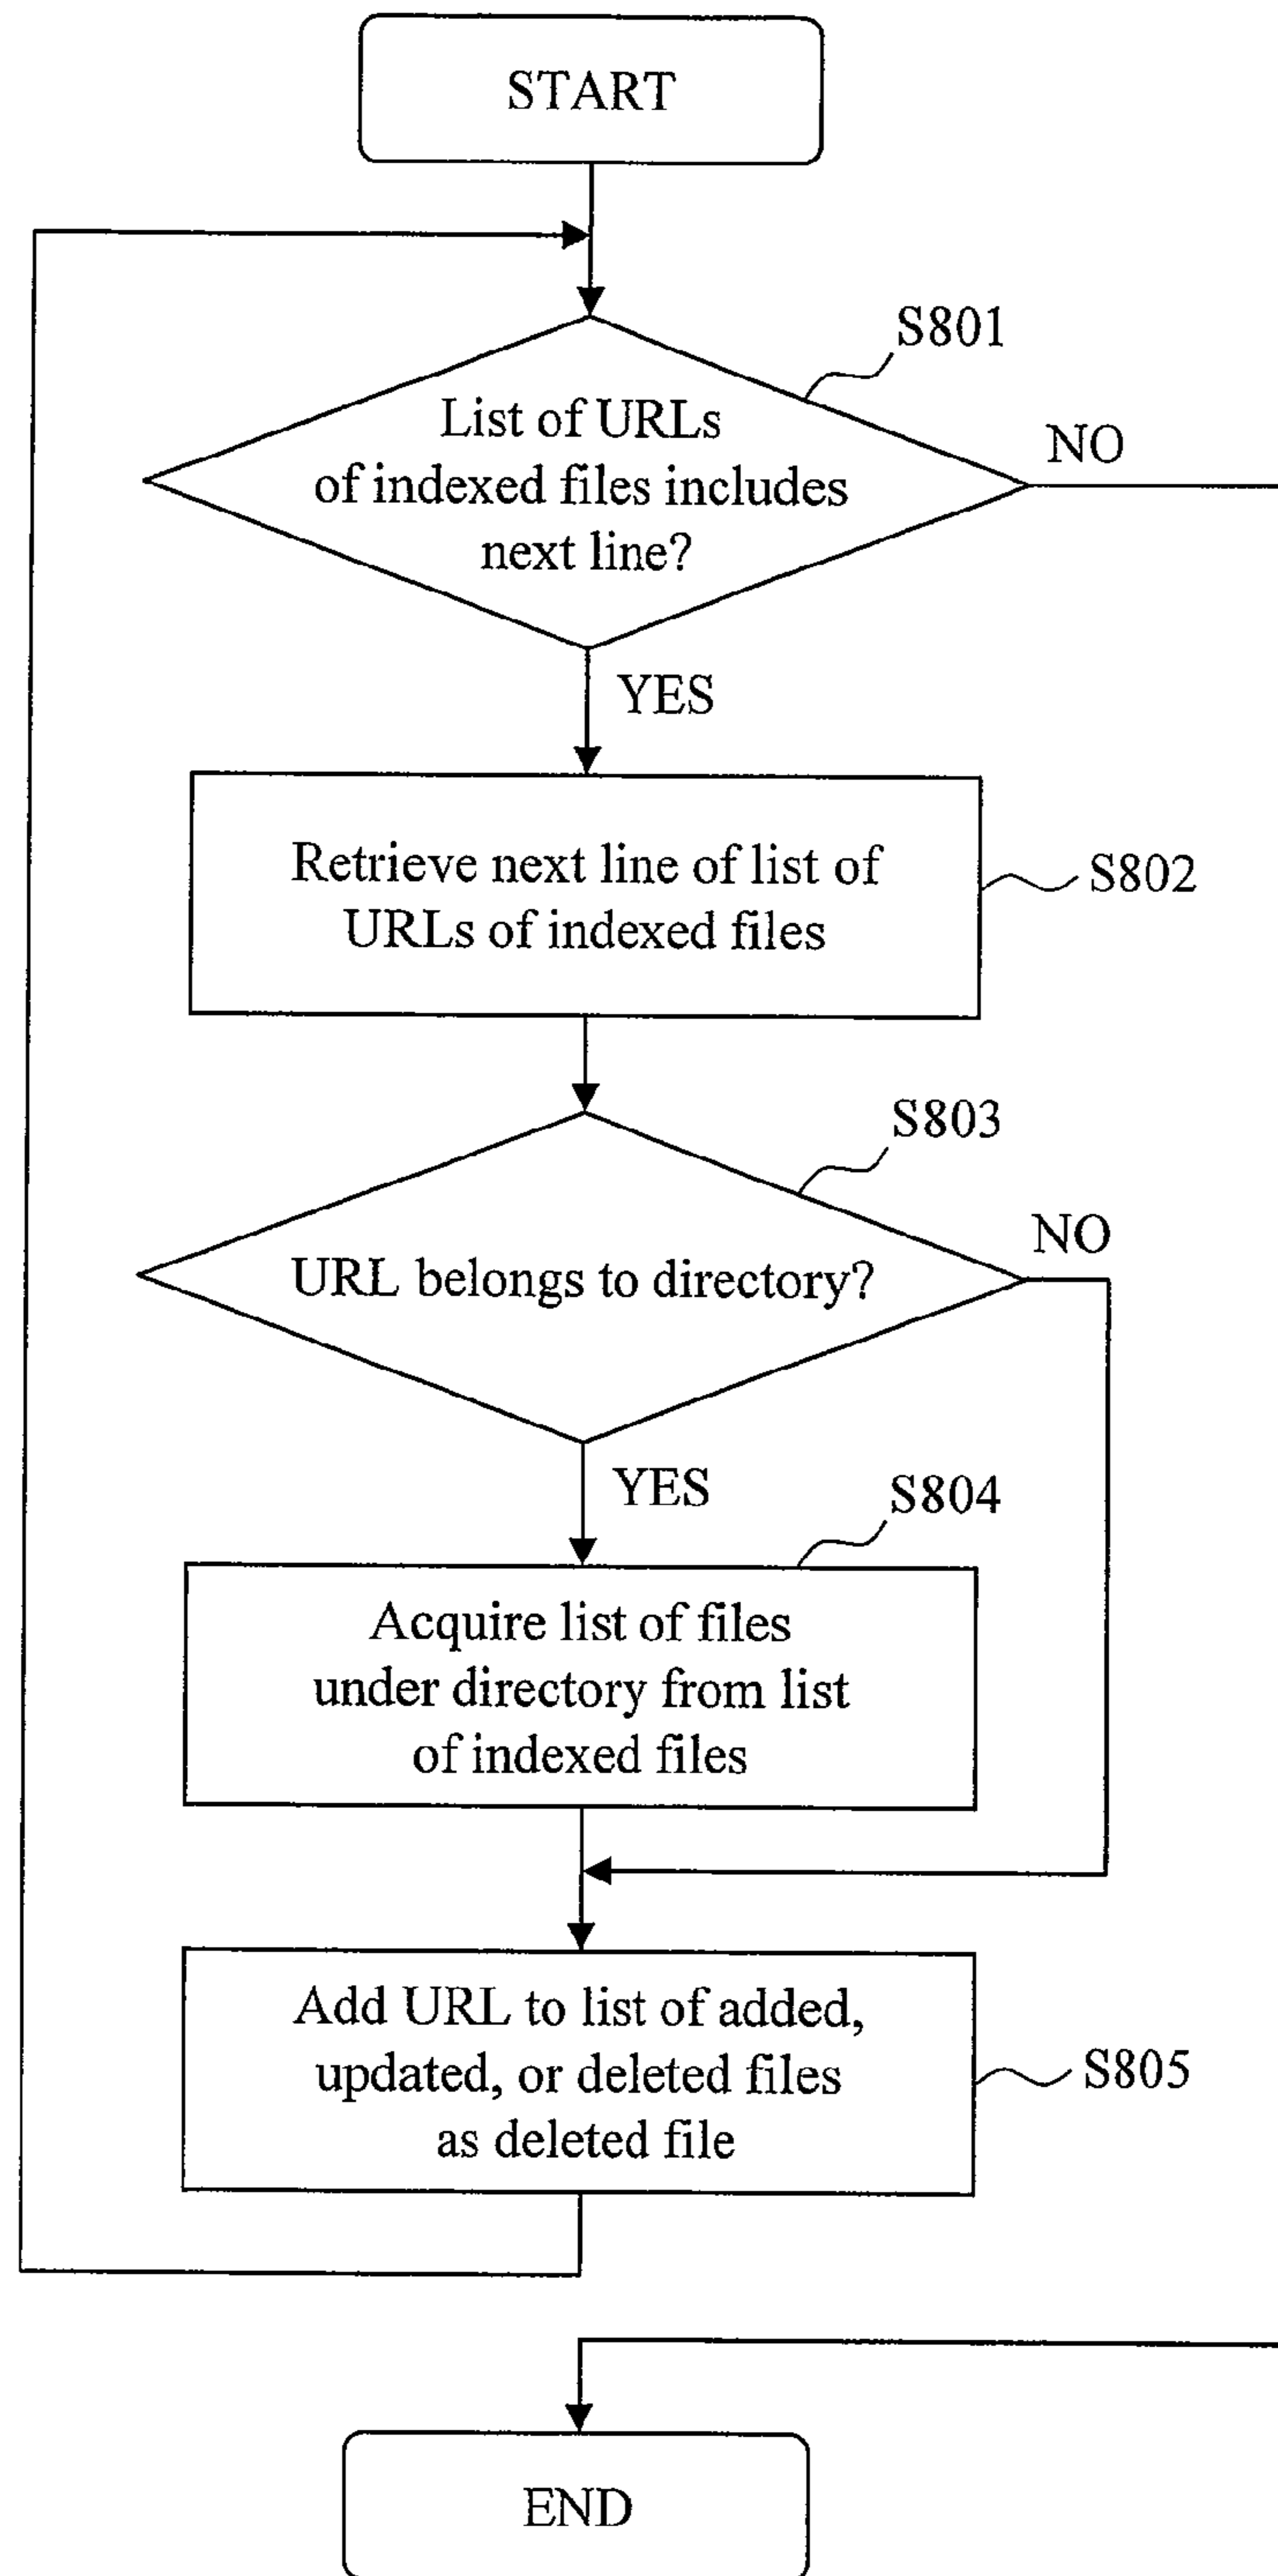 START
S801
List of URLs
of indexed files includes
next line?
NO
YES
Retrieve next line of list of
URLs of indexed files
S802
S803
URL belongs to directory?
NO
YES
S804
Acquire list of files
under directory from list
of indexed files
Add URL to list of added,
updated, or deleted files
as deleted file
S805
END